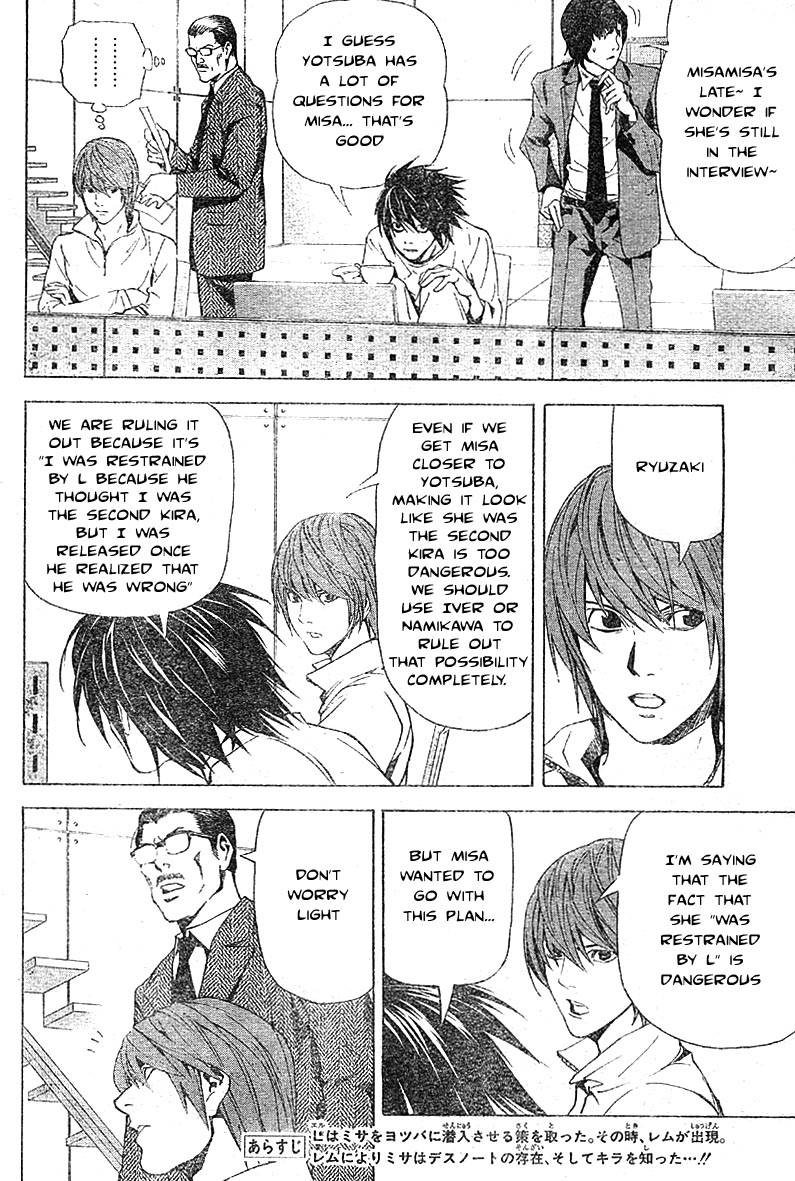 MISAMISA'S
LATE~ I
WONDER IF
SHE'S STILL
IN THE
INTERVIEW~
I GUESS
YOTSUBA HAS
A LOT OF
QUESTIONS FOR
MISA... THAT'S
GOOD
......
......
RYUZAKI
EVEN IF WE
GET MISA
CLOSER TO
YOTSUBA,
MAKING IT LOOK
LIKE SHE WAS
THE SECOND
KIRA IS TOO
DANGEROUS.
WE SHOULD
USE IVER OR
NAMIKAWA TO
RULE OUT
THAT POSSIBILITY
COMPLETELY.
WE ARE RULING IT
OUT BECAUSE IT'S
"I WAS RESTRAINED
BY L BECAUSE HE
THOUGHT I WAS
THE SECOND KIRA,
BUT I WAS
RELEASED ONCE
HE REALIZED THAT
HE WAS WRONG"
I'M SAYING
THAT THE
FACT THAT
SHE "WAS
RESTRAINED
BY L" IS
DANGEROUS
BUT MISA
WANTED TO
GO WITH
THIS PLAN...
DON'T
WORRY
LIGHT
あらすじ
Lはミサをヨツバに潜入させる策を取った。その時、レムが出現。
レムによりミサはデスノートの存在、そしてキラを知った…!!